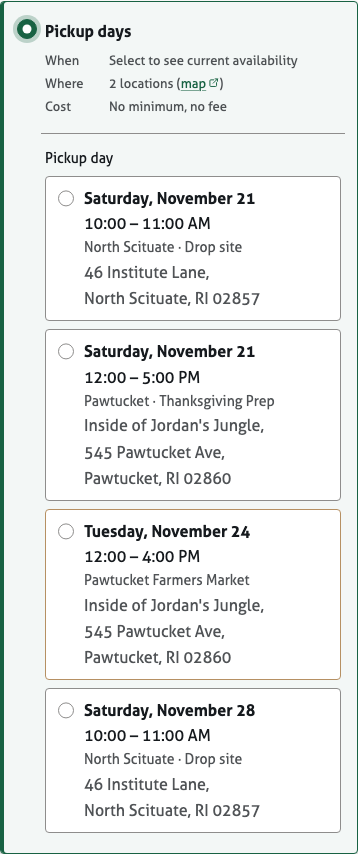 Pickup days
When Select to see current availability
Where 2 locations (map)
Cost No minimum, no fee
Pickup day
Saturday, November 21
10:00 – 11:00 AM
North Scituate · Drop site
46 Institute Lane,
North Scituate, RI 02857
Saturday, November 21
12:00 – 5:00 PM
Pawtucket · Thanksgiving Prep
Inside of Jordan's Jungle,
545 Pawtucket Ave,
Pawtucket, RI 02860
Tuesday, November 24
12:00 – 4:00 PM
Pawtucket Farmers Market
Inside of Jordan's Jungle,
545 Pawtucket Ave,
Pawtucket, RI 02860
Saturday, November 28
10:00 – 11:00 AM
North Scituate · Drop site
46 Institute Lane,
North Scituate, RI 02857